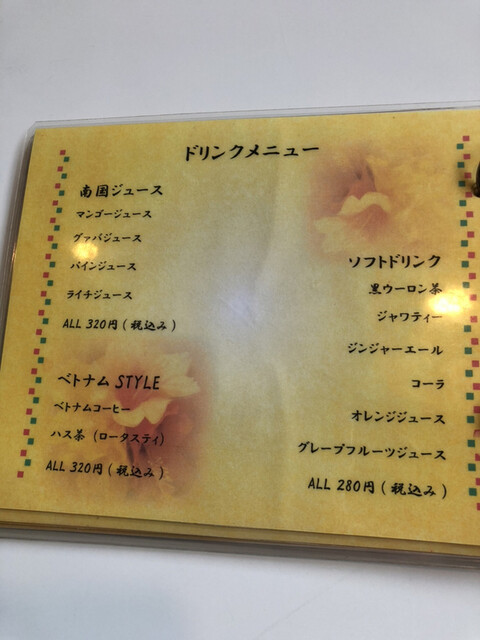 ドリンクメニュー
南国ジュース
マンゴージュース
グァバジュース
パインジュース
ライチジュース
ALL 320円(税込み)
ベトナム STYLE
ベトナムコーヒー
ハス茶 (ロータスティ)
ALL 320円(税込み)
ソフトドリンク
黒ウーロン茶
ジャワティー
ジンジャーエール
コーラ
オレンジジュース
グレープフルーツジュース
ALL 280円(税込み)